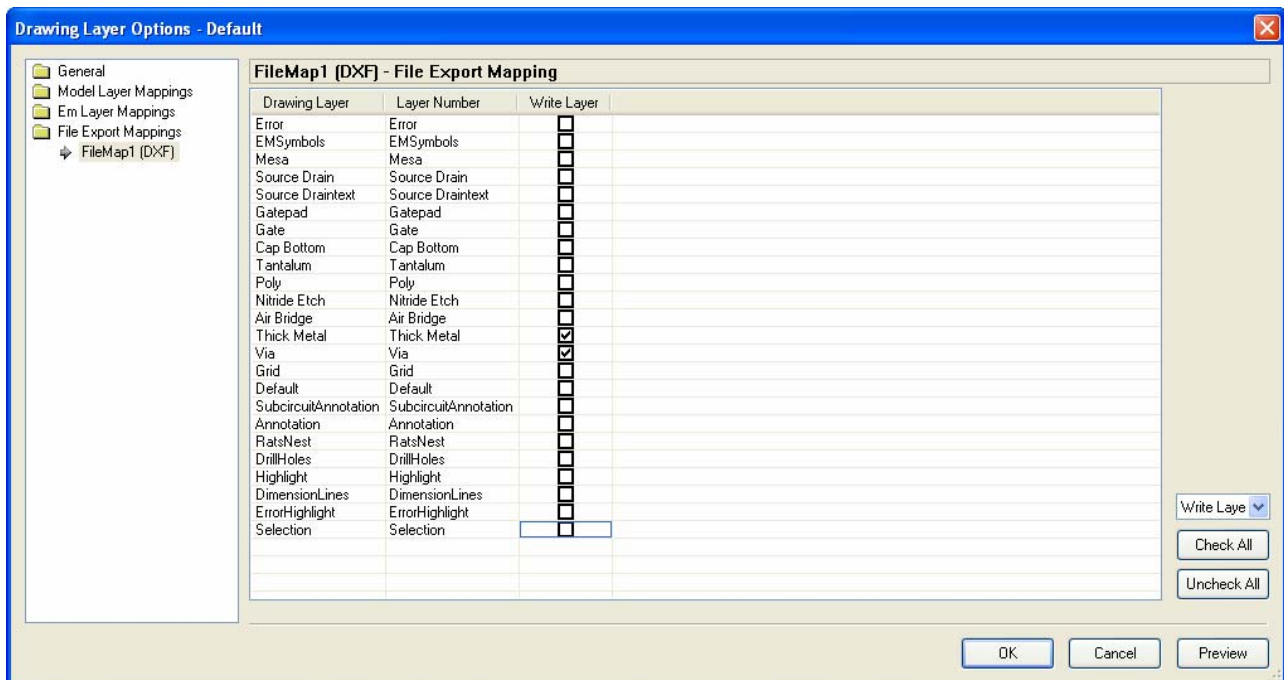 Drawing Layer Options - Default
General
Model Layer Mappings
Em Layer Mappings
File Export Mappings
FileMap1 (DXF)
FileMap1 (DXF) - File Export Mapping
Drawing Layer Layer Number Write Layer
Error Error
EMSymbols EMSymbols
Mesa Mesa
Source Drain Source Drain
Source Draintext Source Draintext
Gatepad Gatepad
Gate Gate
Cap Bottom Cap Bottom
Tantalum Tantalum
Poly Poly
Nitride Etch Nitride Etch
Air Bridge Air Bridge
Thick Metal Thick Metal
Via Via
Grid Grid
Default Default
SubcircuitAnnotation SubcircuitAnnotation
Annotation Annotation
RatsNest RatsNest
DrillHoles DrillHoles
Highlight Highlight
DimensionLines DimensionLines
ErrorHighlight ErrorHighlight
Selection Selection
Write Laye
Check All
Uncheck All
OK Cancel Preview